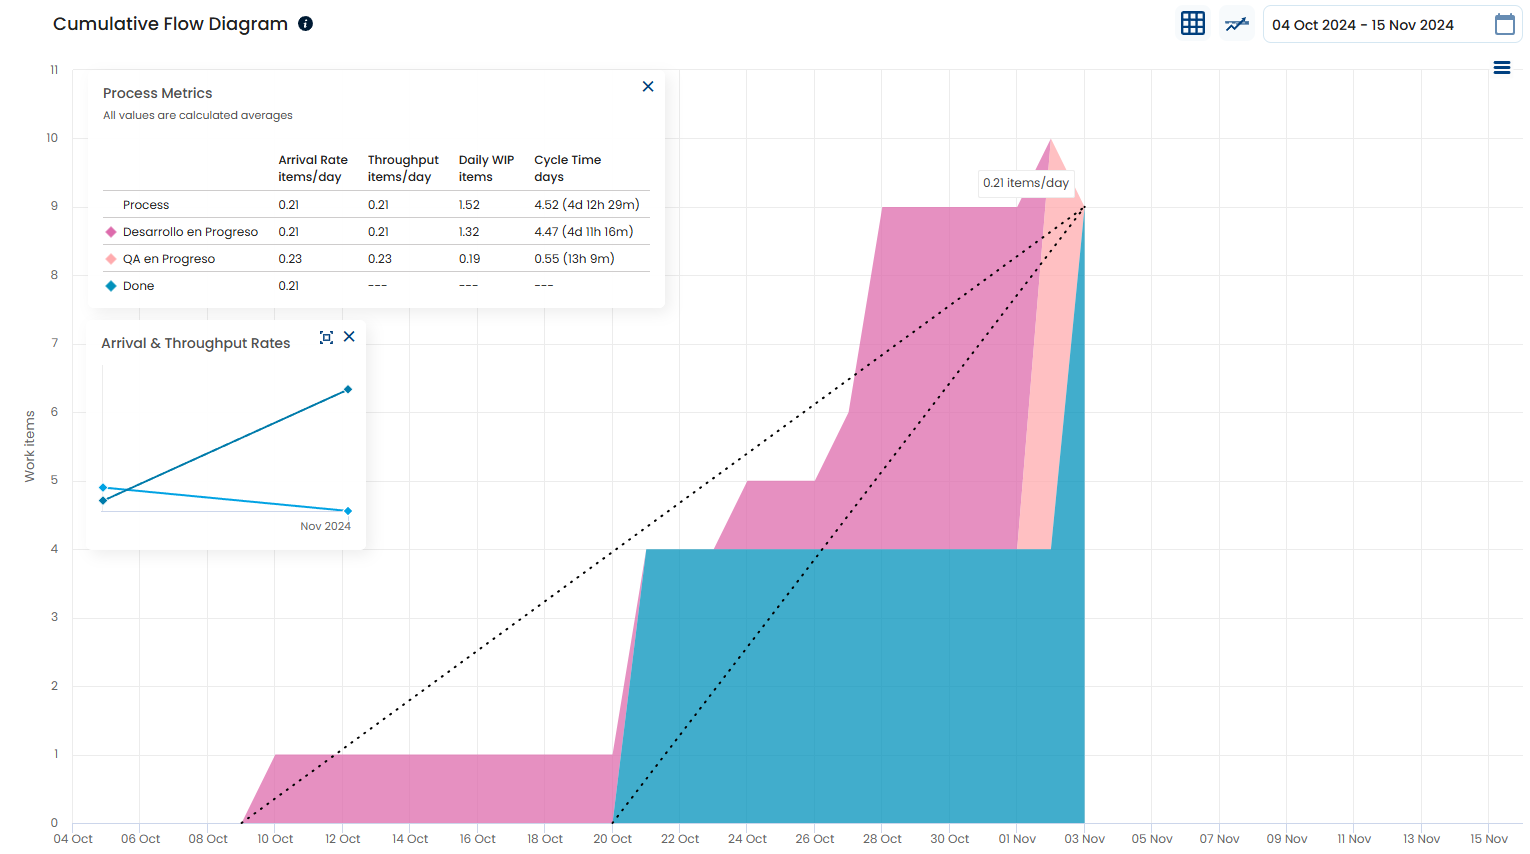 Cumulative Flow Diagram
04 Oct 2024 - 15 Nov 2024
Process Metrics
All values are calculated averages
Arrival Rate items/day Throughput items/day Daily WIP items Cycle Time days
Process 0.21 0.21 1.52 4.52 (4d 12h 29m)
Desarrollo en Progreso 0.21 0.21 1.32 4.47 (4d 11h 16m)
QA en Progreso 0.23 0.23 0.19 0.55 (13h 9m)
Done 0.21 --- --- ---
0.21 items/day
Arrival & Throughput Rates
Nov 2024
Work items
11
10
9
8
7
6
5
4
3
2
1
0
04 Oct 06 Oct 08 Oct 10 Oct 12 Oct 14 Oct 16 Oct 18 Oct 20 Oct 22 Oct 24 Oct 26 Oct 28 Oct 30 Oct 01 Nov 03 Nov 05 Nov 07 Nov 09 Nov 11 Nov 13 Nov 15 Nov